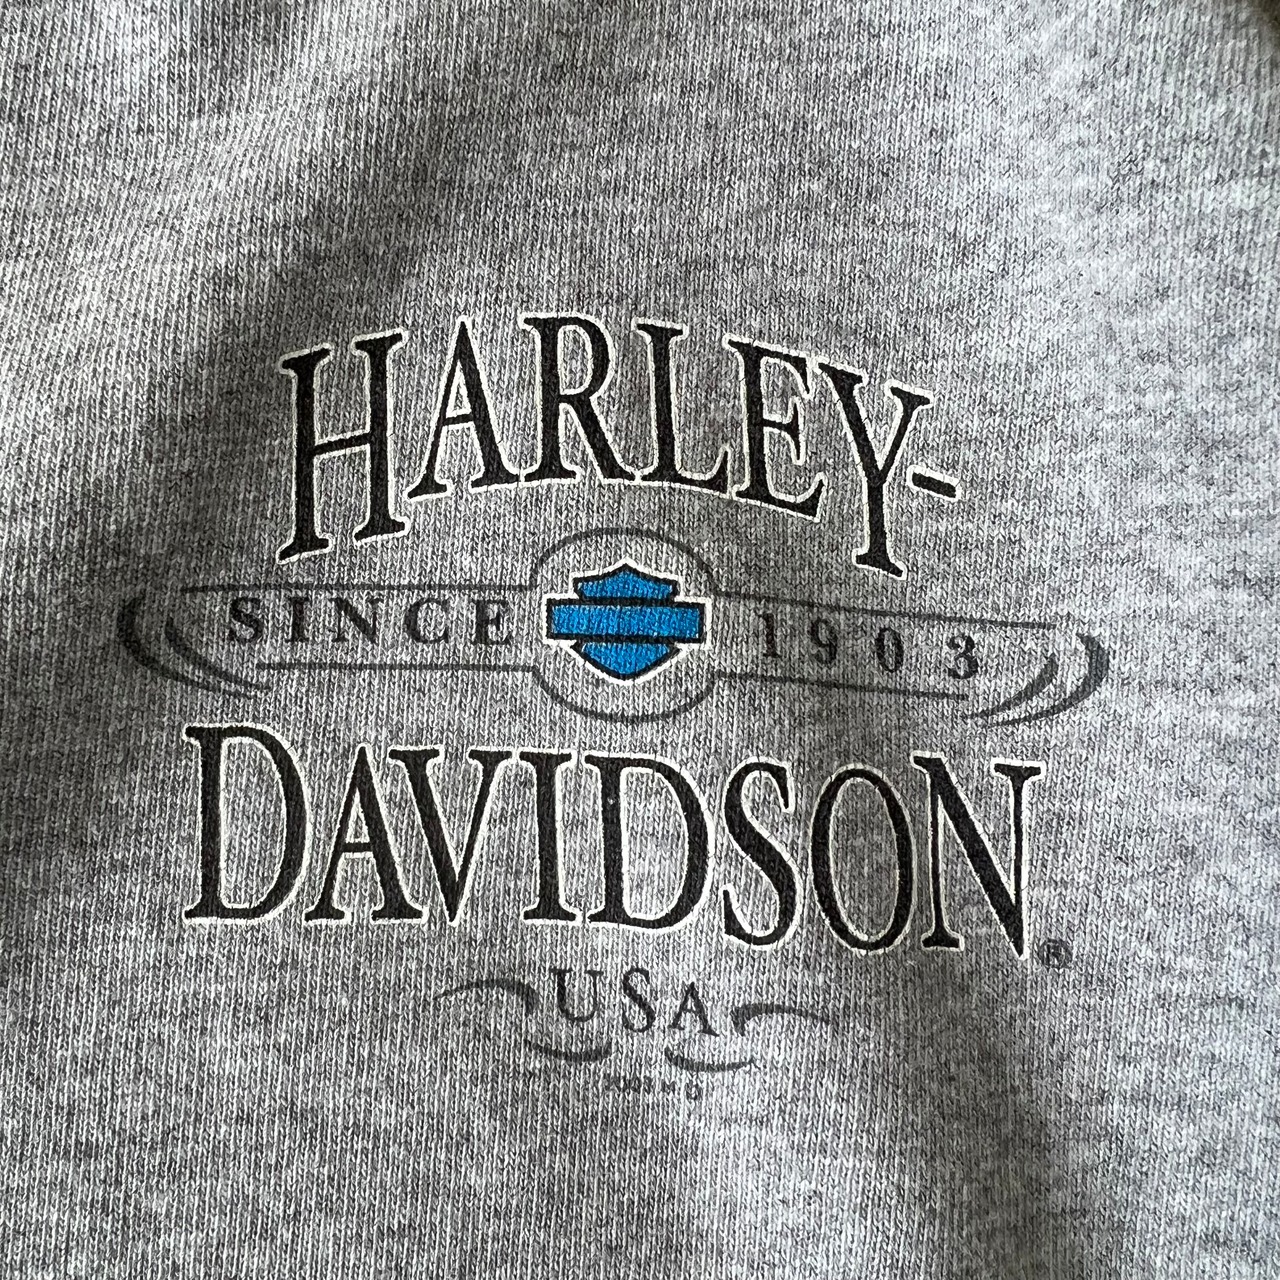 HARLEY-
SINCE 1903
DAVIDSON®
USA